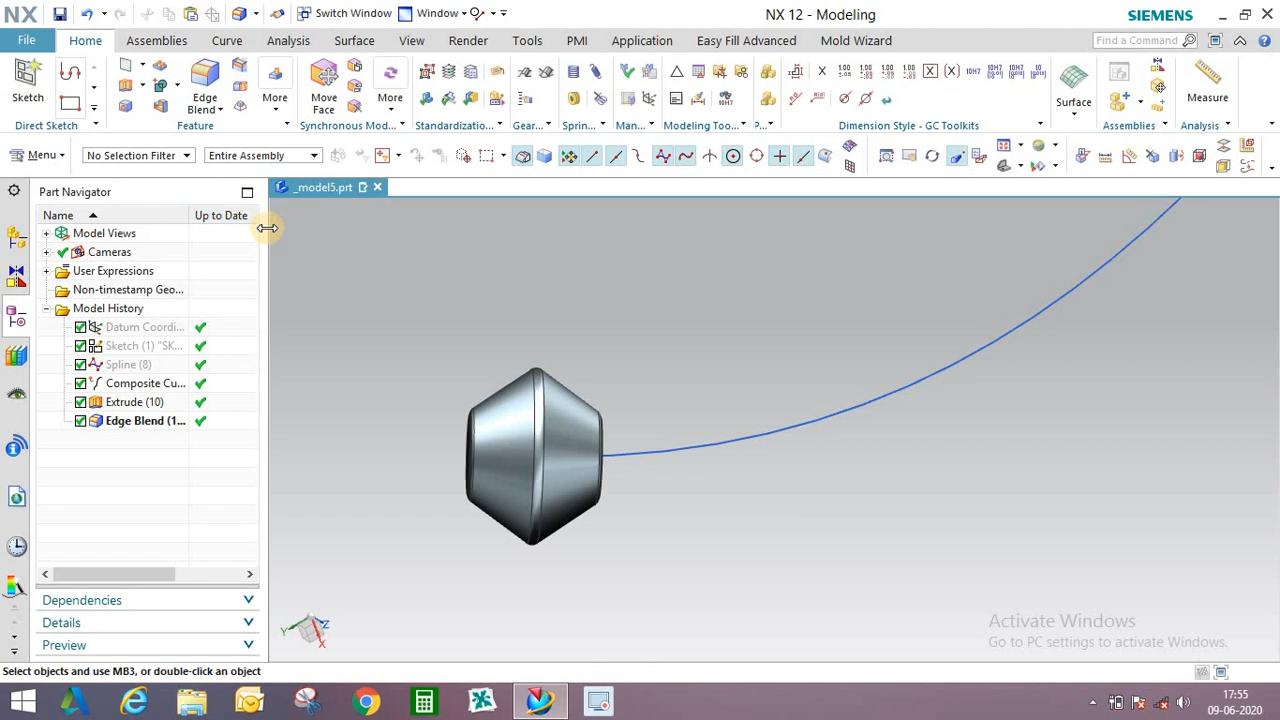 NX
Switch Window
Window
NX 12 - Modeling
SIEMENS
File
Home
Assemblies
Curve
Analysis
Surface
View
Render
Tools
PMI
Application
Easy Fill Advanced
Mold Wizard
Find a Command
Sketch
Edge
Blend
More
Move
Face
More
Surface
Measure
Direct Sketch
Feature
Synchronous Mod...
Standardizatio...
Gear...
Sprin...
Man...
Modeling Too...
P...
Dimension Style - GC Toolkits
Assemblies
Analysis
Menu
No Selection Filter
Entire Assembly
Part Navigator
_model5.prt
Name
Up to Date
Model Views
Cameras
User Expressions
Non-timestamp Geo...
Model History
Datum Coordi...
Sketch (1) "SK...
Spline (8)
Composite Cu...
Extrude (10)
Edge Blend (1...
Dependencies
Details
Preview
Y
Z
X
Activate Windows
Go to PC settings to activate Windows.
Select objects and use MB3, or double-click an object
17:55
09-06-2020